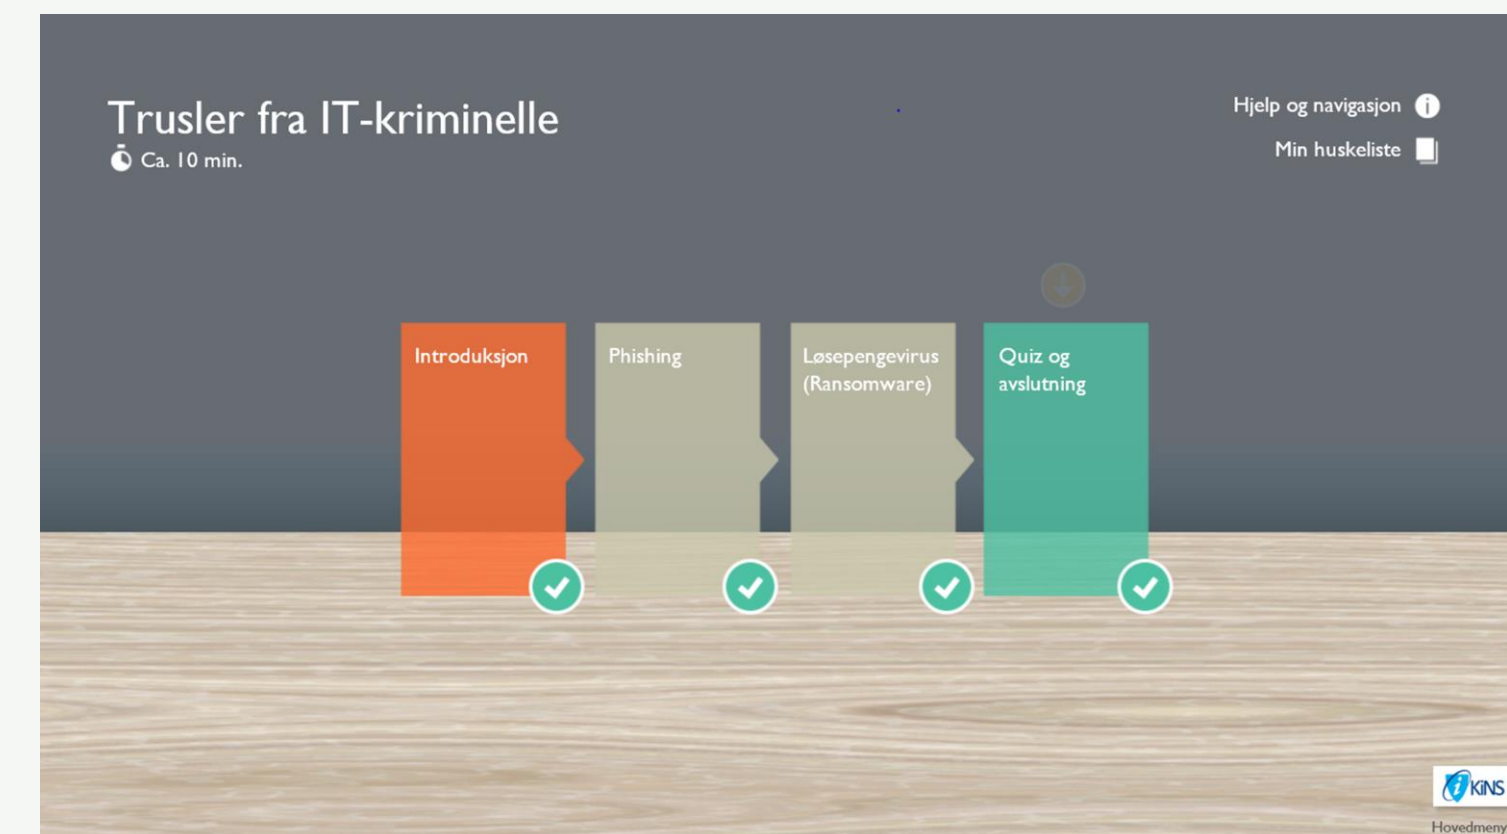 Trusler fra IT-kriminelle
Ca. 10 min.
Hjelp og navigasjon
Min huskeliste
Introduksjon
Phishing
Løsepengevirus
(Ransomware)
Quiz og
avslutning
KiNS
Hovedmeny